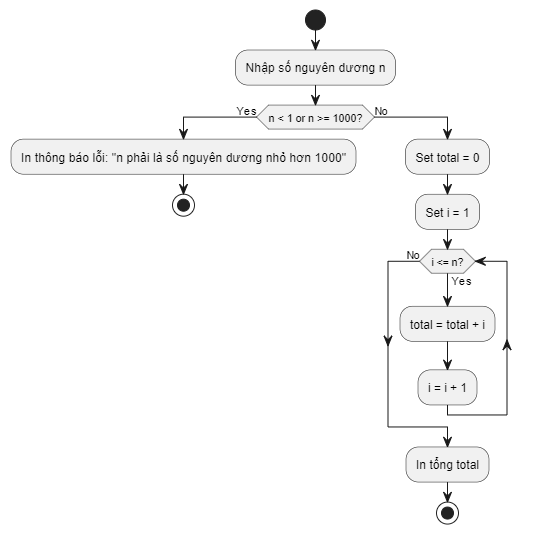 Nhập số nguyên dương n
Yes
n < 1 or n >= 1000?
No
In thông báo lỗi: "n phải là số nguyên dương nhỏ hơn 1000"
Set total = 0
Set i = 1
No
i <= n?
Yes
total = total + i
i = i + 1
In tổng total